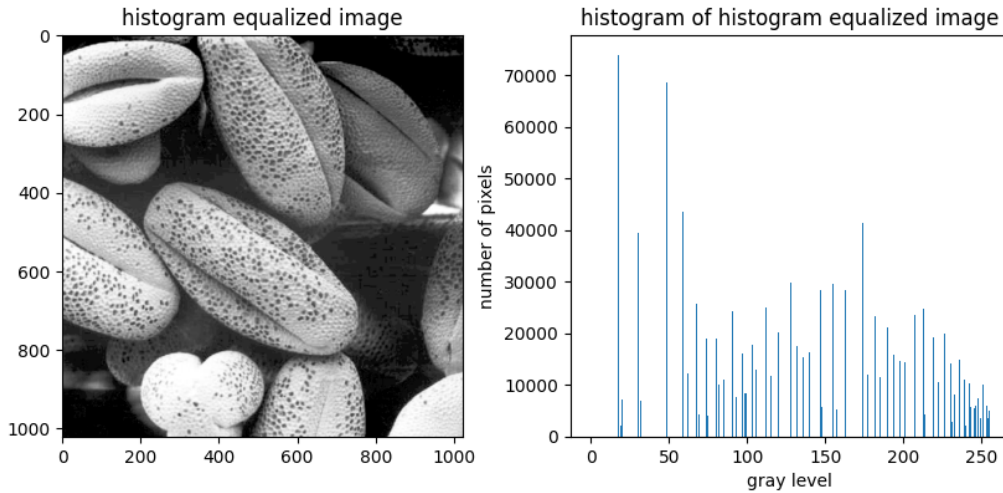 histogram equalized image
0
200
400
600
800
1000
0 200 400 600 800 1000
histogram of histogram equalized image
number of pixels
70000
60000
50000
40000
30000
20000
10000
0
0 50 100 150 200 250
gray level